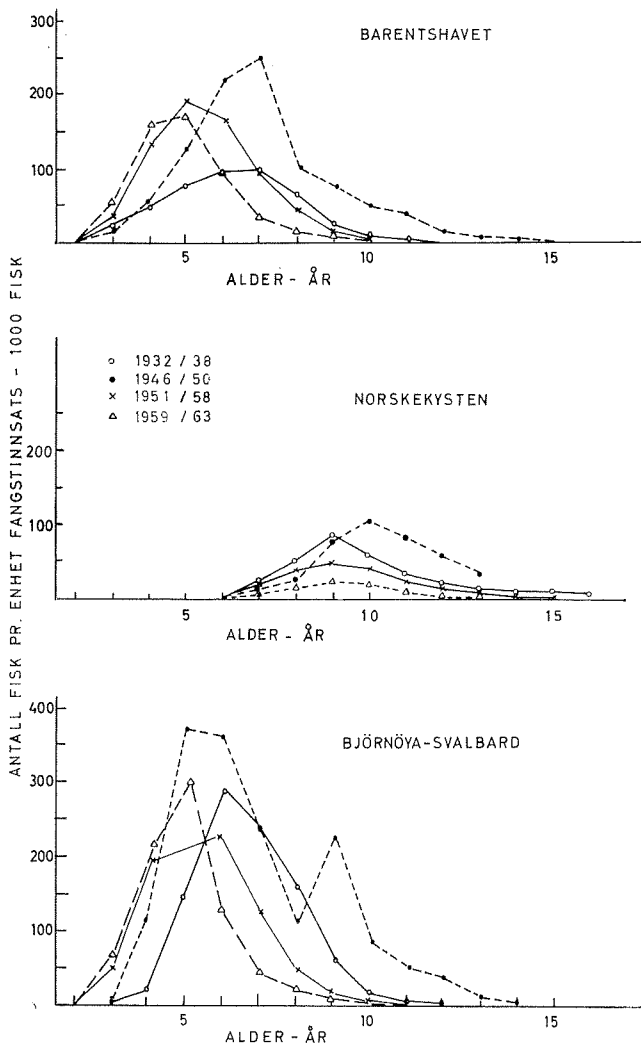 ANTALL FISK PR. ENHET FANGSTINNSATS - 1000 FISK
BARENTSHAVET
300
200
100
5 10 15
ALDER - ÅR
○ 1932 / 38
● 1946 / 50
× 1951 / 58
△ 1959 / 63
NORSKEKYSTEN
200
100
5 10 15
ALDER - ÅR
BJÖRNÖYA-SVALBARD
400
300
200
100
5 10 15
ALDER - ÅR